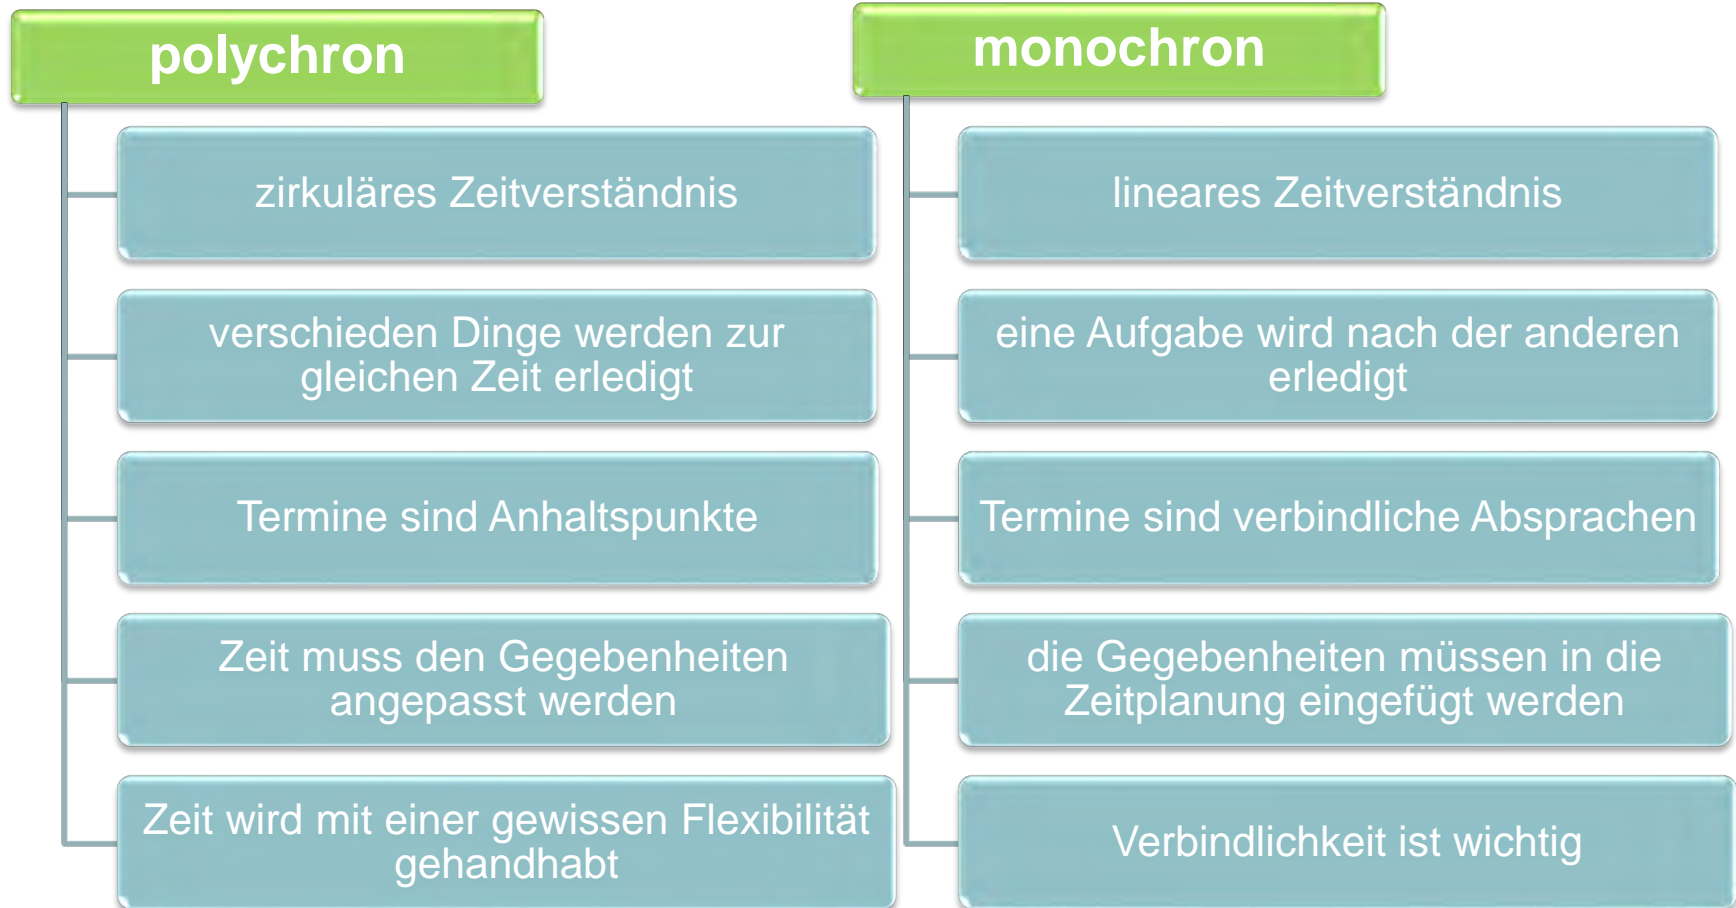 polychron
zirkuläres Zeitverständnis
verschieden Dinge werden zur
gleichen Zeit erledigt
Termine sind Anhaltspunkte
Zeit muss den Gegebenheiten
angepasst werden
Zeit wird mit einer gewissen Flexibilität
gehandhabt
monochron
lineares Zeitverständnis
eine Aufgabe wird nach der anderen
erledigt
Termine sind verbindliche Absprachen
die Gegebenheiten müssen in die
Zeitplanung eingefügt werden
Verbindlichkeit ist wichtig